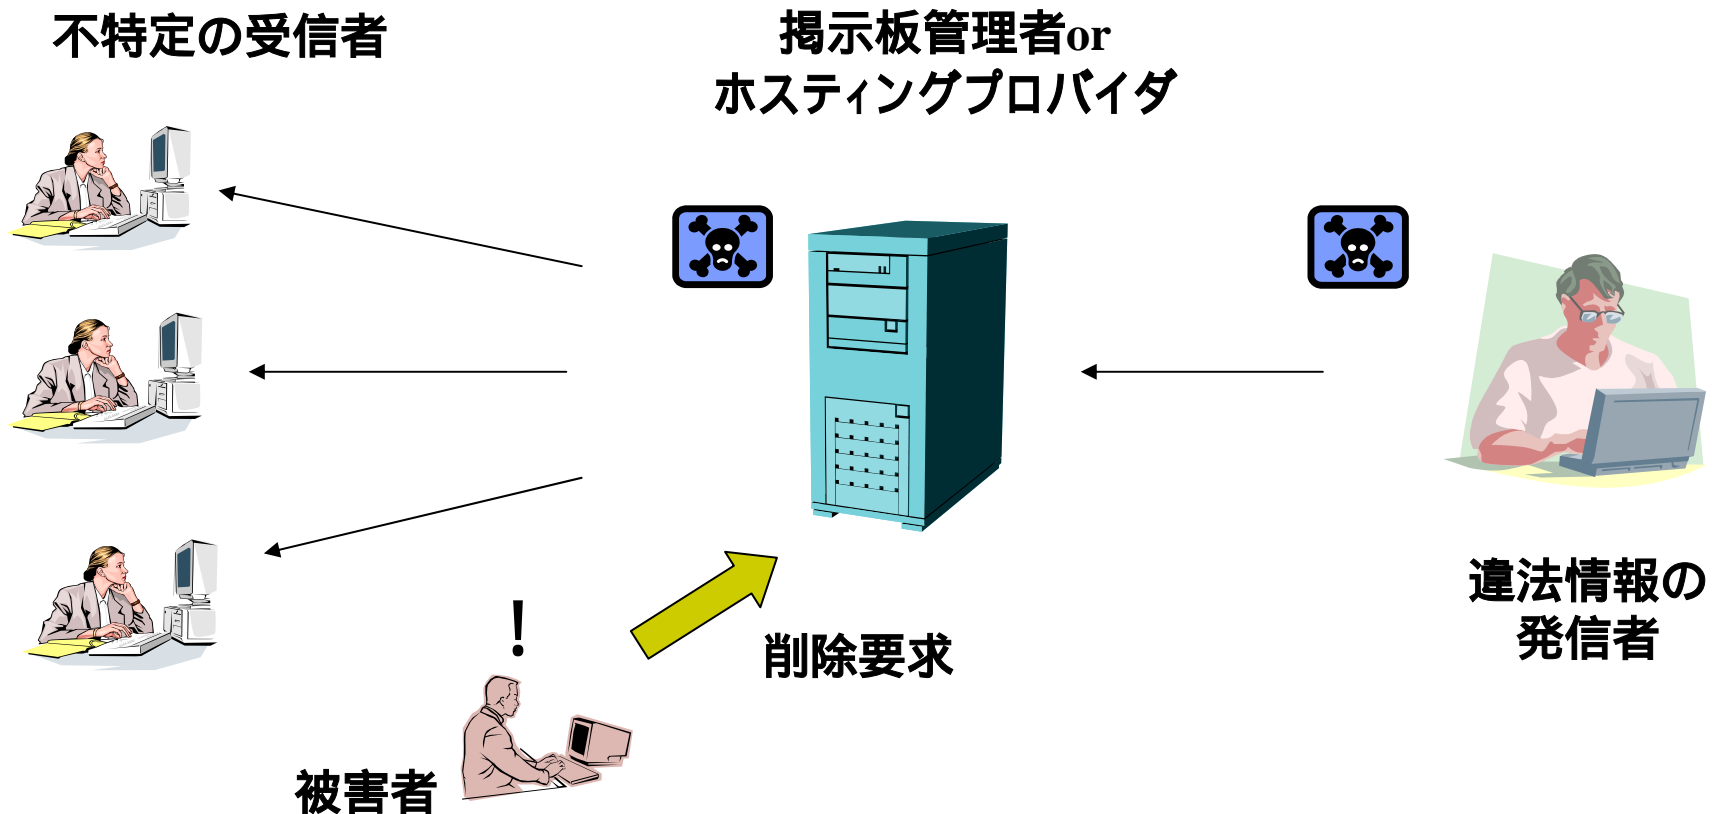 不特定の受信者
掲示板管理者or
ホスティングプロバイダ
違法情報の
発信者
!
削除要求
被害者